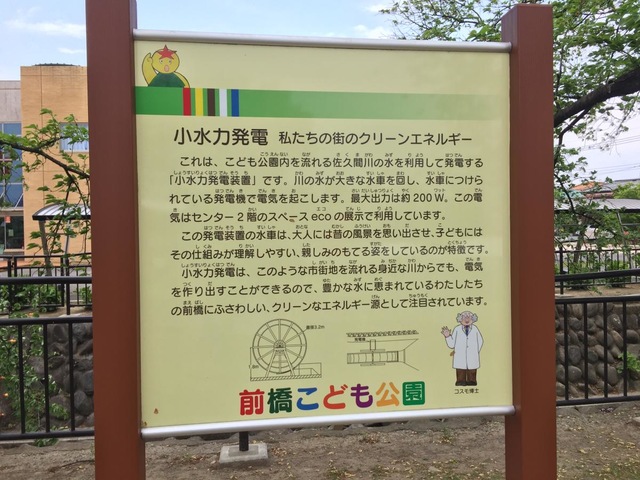 小水力発電 私たちの街のクリーンエネルギー
これは、こども公園内を流れる佐久間川の水を利用して発電する
「小水力発電装置」です。川の水が大きな水車を回し、水車につけら
れている発電機で電気を起こします。最大出力は約200W。この電
気はセンター2階のスペースecoの展示で利用しています。
この発電装置の水車は、大人には昔の風景を思い出させ、子どもには
その仕組みが理解しやすい、親しみのもてる姿をしているのが特徴です。
小水力発電は、このような市街地を流れる身近な川からでも、電気
を作り出すことができるので、豊かな水に恵まれているわたしたち
の前橋にふさわしい、クリーンなエネルギー源として注目されています。
直径3.2m
発電機
コスモ博士
前橋こども公園